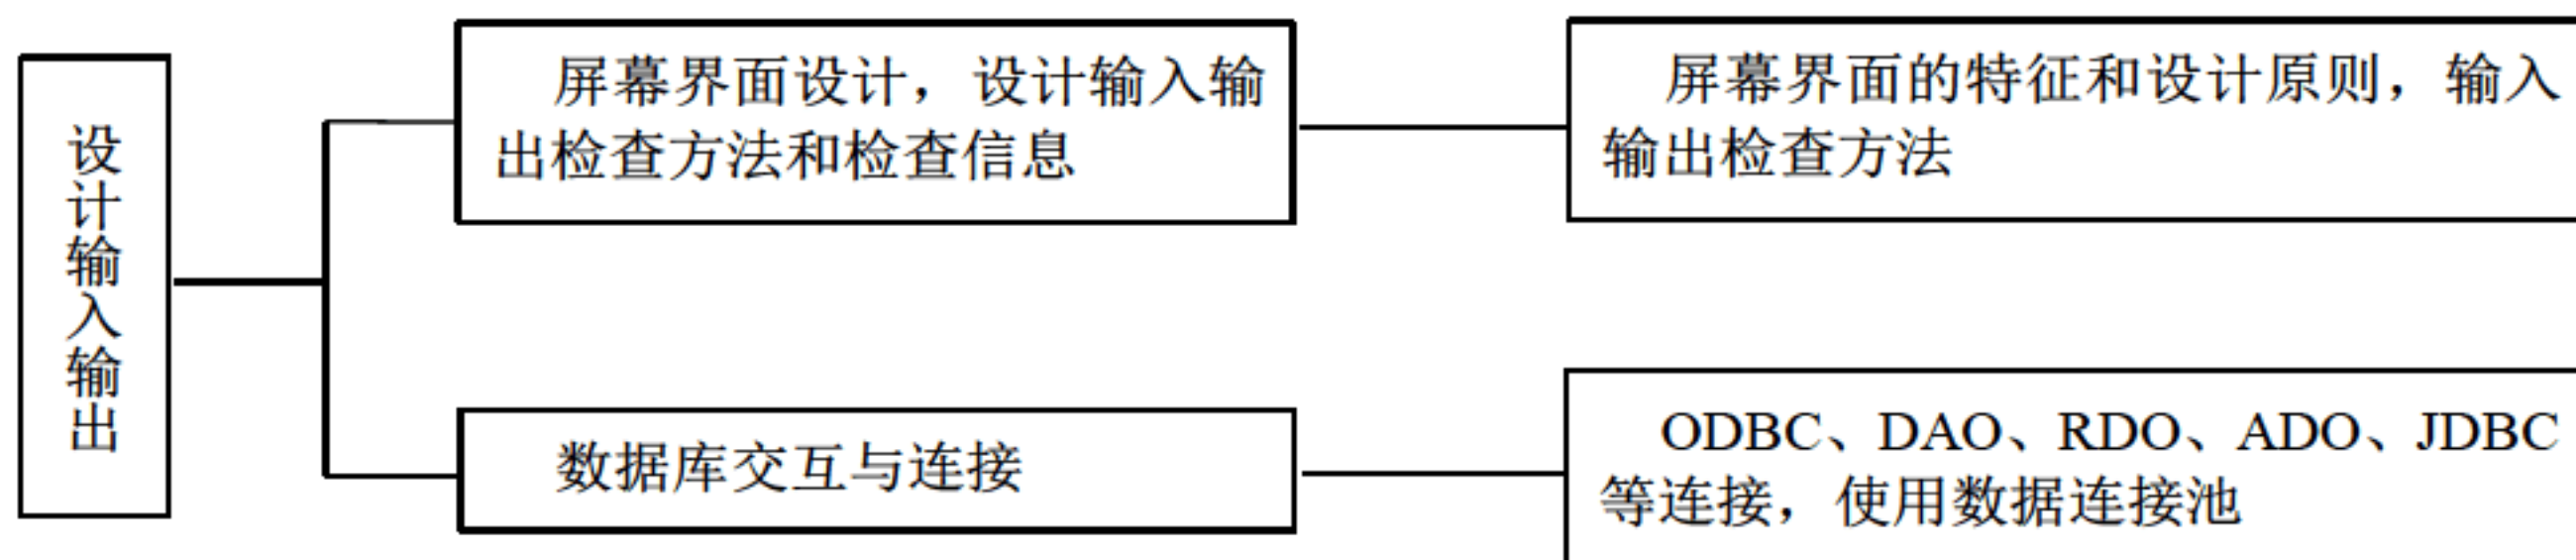 设计输入输出
屏幕界面设计，设计输入输
出检查方法和检查信息
屏幕界面的特征和设计原则，输入
输出检查方法
数据库交互与连接
ODBC、DAO、RDO、ADO、JDBC
等连接，使用数据连接池